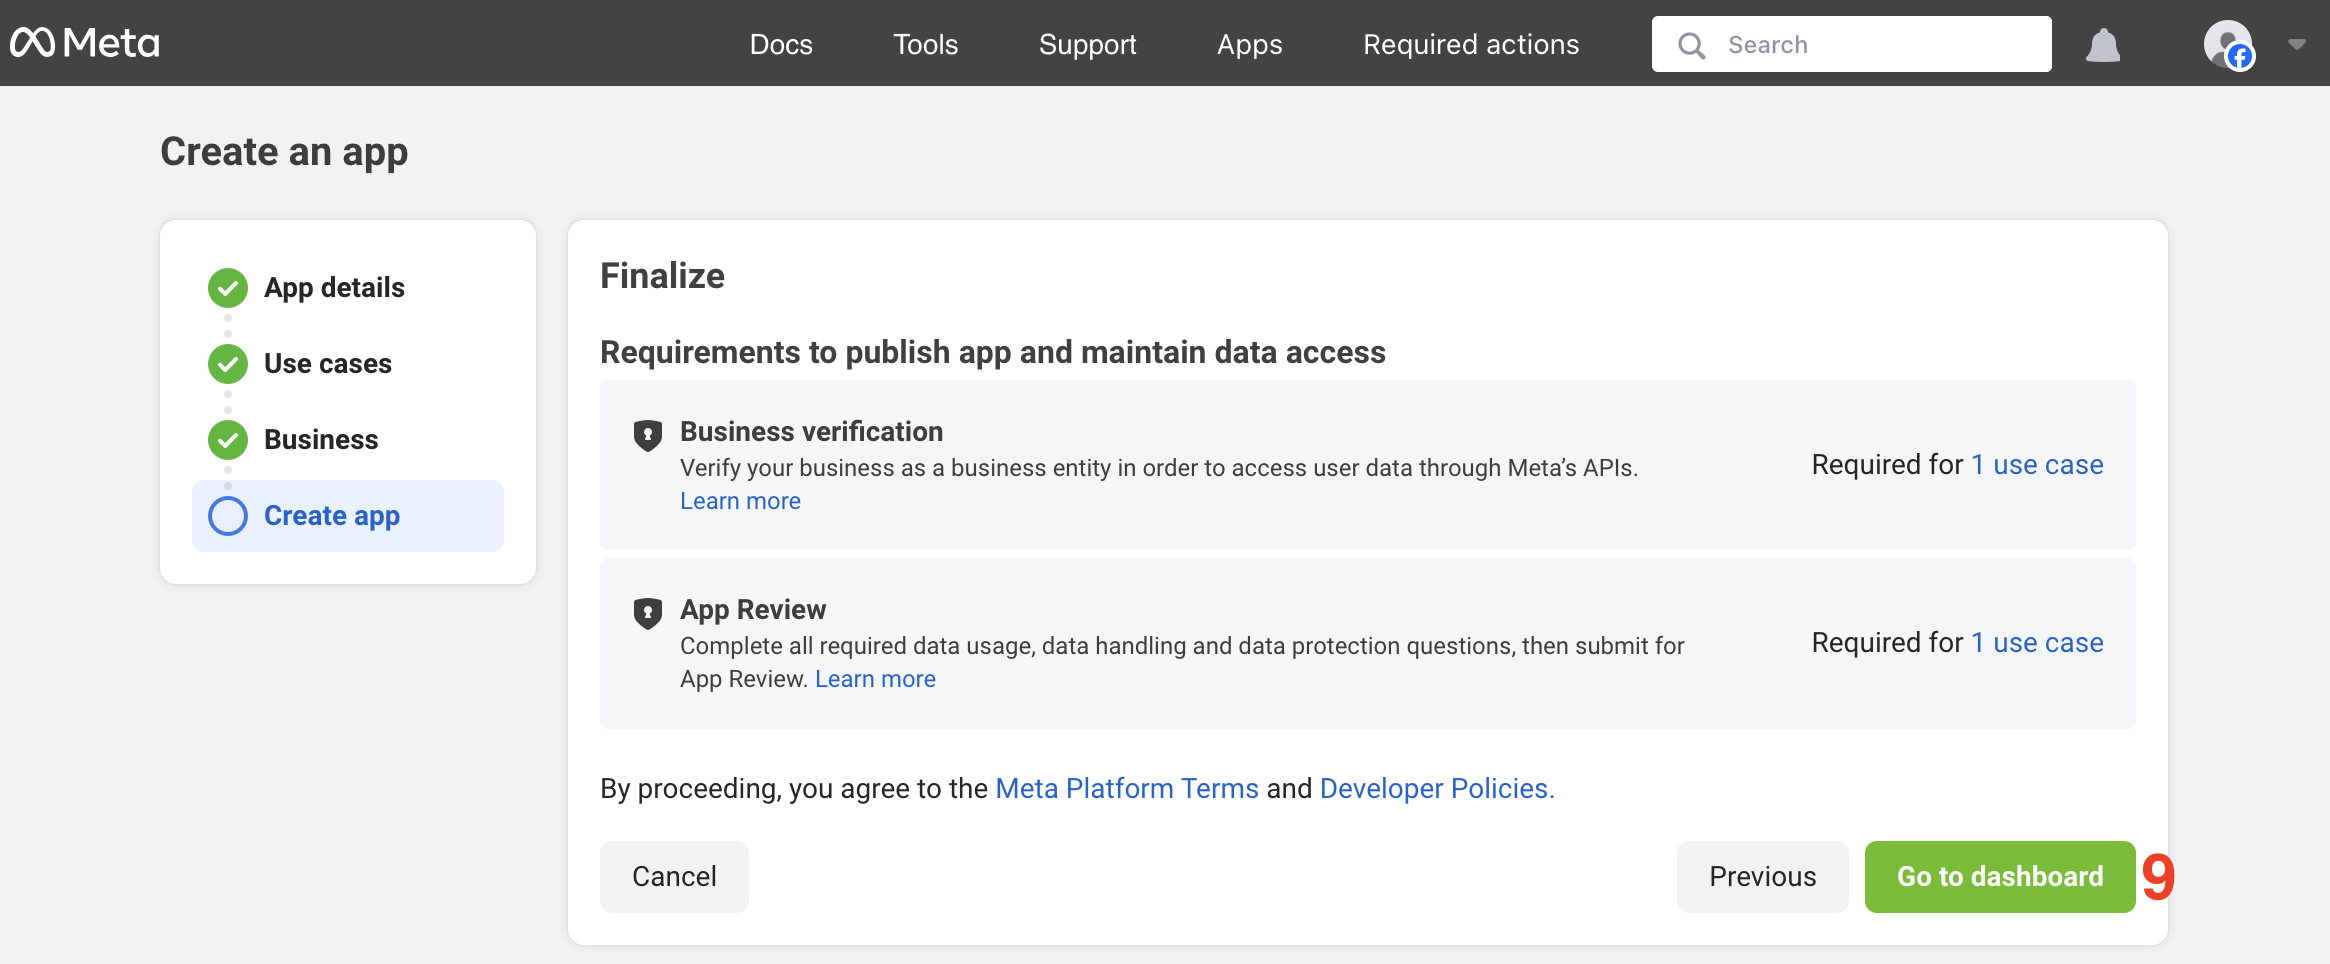 Meta
Docs Tools Support Apps Required actions Search
Create an app
App details
Use cases
Business
Create app
Finalize
Requirements to publish app and maintain data access
Business verification
Verify your business as a business entity in order to access user data through Meta’s APIs.
Learn more
Required for 1 use case
App Review
Complete all required data usage, data handling and data protection questions, then submit for
App Review. Learn more
Required for 1 use case
By proceeding, you agree to the Meta Platform Terms and Developer Policies.
Cancel Previous Go to dashboard 9